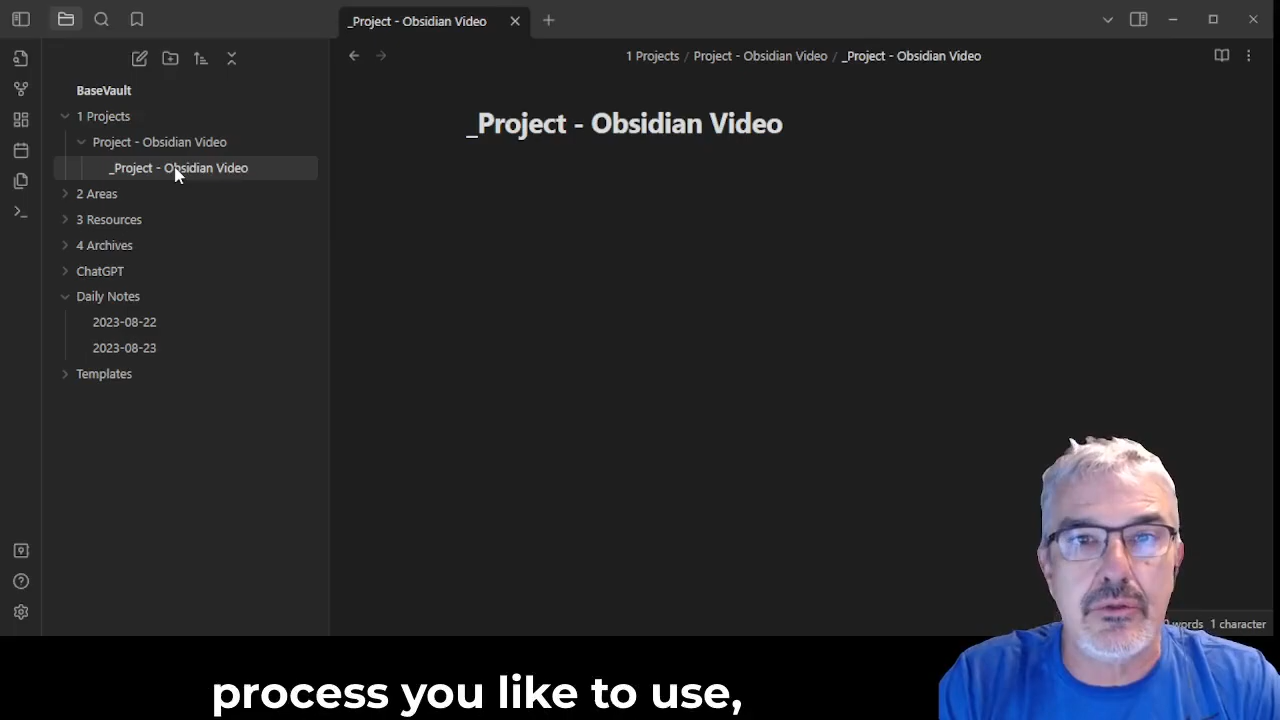 _Project - Obsidian Video
1 Projects / Project - Obsidian Video / _Project - Obsidian Video
BaseVault
1 Projects
Project - Obsidian Video
_Project - Obsidian Video
2 Areas
3 Resources
4 Archives
ChatGPT
Daily Notes
2023-08-22
2023-08-23
Templates
_Project - Obsidian Video
words 1 character
process you like to use,